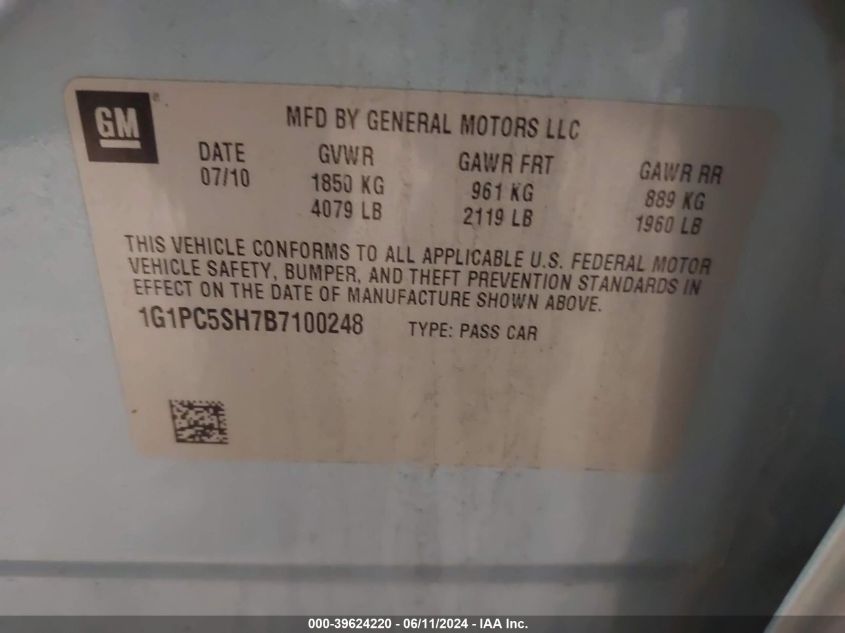 GM
MFD BY GENERAL MOTORS LLC
DATE GVWR GAWR FRT GAWR RR
07/10 1850 KG 961 KG 889 KG
4079 LB 2119 LB 1960 LB
THIS VEHICLE CONFORMS TO ALL APPLICABLE U.S. FEDERAL MOTOR
VEHICLE SAFETY, BUMPER, AND THEFT PREVENTION STANDARDS IN
EFFECT ON THE DATE OF MANUFACTURE SHOWN ABOVE.
1G1PC5SH7B7100248 TYPE: PASS CAR
000-39624220 - 06/11/2024 - IAA Inc.